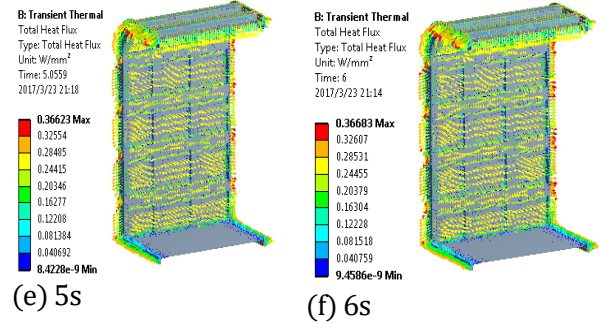 B: Transient Thermal
Total Heat Flux
Type: Total Heat Flux
Unit: W/mm²
Time: 5.0559
2017/3/23 21:18
0.36623 Max
0.32554
0.28485
0.24415
0.20346
0.16277
0.12208
0.081384
0.040692
8.4228e-9 Min
(e) 5s
B: Transient Thermal
Total Heat Flux
Type: Total Heat Flux
Unit: W/mm²
Time: 6
2017/3/23 21:14
0.36683 Max
0.32607
0.28531
0.24455
0.20379
0.16304
0.12228
0.081518
0.040759
9.4586e-9 Min
(f) 6s